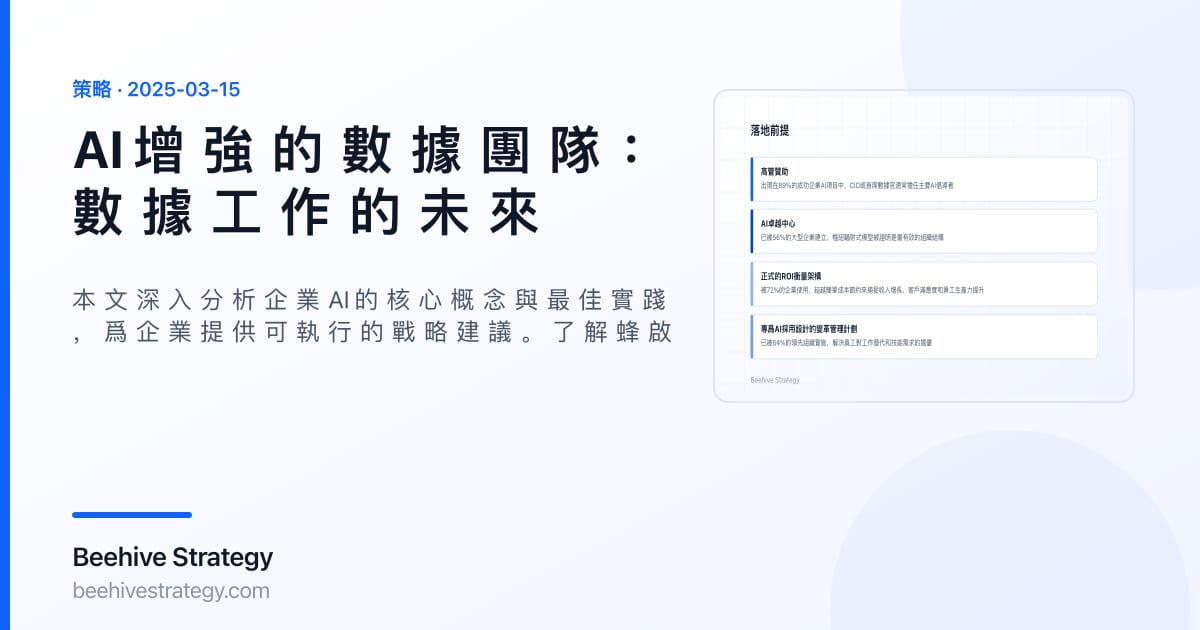 策略 · 2025-03-15
AI增強的數據團隊：
數據工作的未來
本文深入分析企業AI的核心概念與最佳實踐
，爲企業提供可執行的戰略建議。了解蜂啟
Beehive Strategy
beehivestrategy.com
落地前提
高管贊助
出現在89%的成功企業AI項目中，CIO或首席數據官通常擔任主要AI倡導者
AI卓越中心
已被56%的大型企業建立，樞紐輻射式模型被證明是最有效的組織結構
正式的ROI衡量架構
被72%的企業使用，超越簡單成本節約來捕捉收入增長、客戶滿意度和員工生產力提升
專爲AI採用設計的變革管理計劃
已被64%的領先組織實施，解決員工對工作替代和技能需求的擔憂
Beehive Strategy